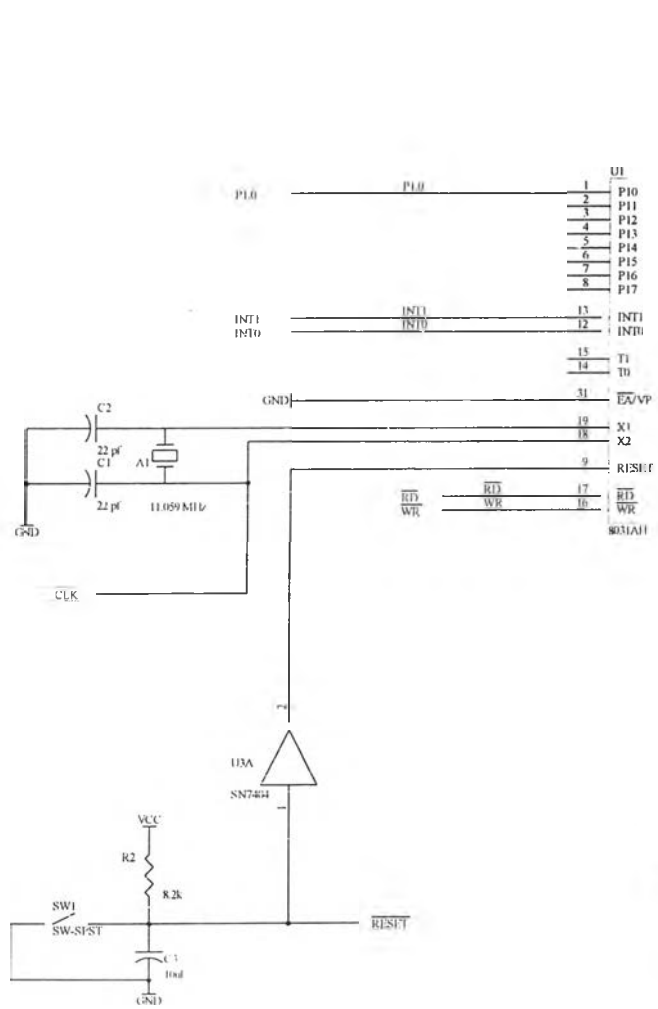 U1
P1.0 P1.0 1 P10
2 P11
3 P12
4 P13
5 P14
6 P15
7 P16
8 P17
INT1 INT1 13 INT1
INT0 INT0 12 INT0
15 T1
14 T0
GND 31 EA/VP
C2 19 X1
18 X2
22 pf
C1 A1 9 RESET
22 pf 11.059 MHz
RD RD 17 RD
WR WR 16 WR
GND 8031AH
CLK
2
U3A
SN7404
1
VCC
R2
8.2k
SW1
SW-SPST RESET
C3
GND